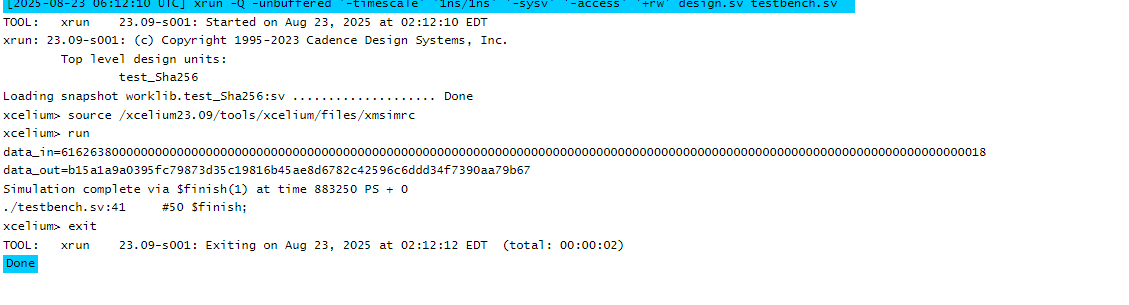 [2025-08-23 06:12:10 UTC] xrun -Q -unbuffered '-timescale' '1ns/1ns' '-sysv' '-access' '+rw' design.sv testbench.sv
TOOL: xrun 23.09-s001: Started on Aug 23, 2025 at 02:12:10 EDT
xrun: 23.09-s001: (c) Copyright 1995-2023 Cadence Design Systems, Inc.
Top level design units:
test_Sha256
Loading snapshot worklib.test_Sha256:sv .................... Done
xcelium> source /xcelium23.09/tools/xcelium/files/xmsimrc
xcelium> run
data_in=61626380000000000000000000000000000000000000000000000000000000000000000000000000000000000000000000000000000000000000000000000018
data_out=b15a1a9a0395fc79873d35c19816b45ae8d6782c42596c6ddd34f7390aa79b67
Simulation complete via $finish(1) at time 883250 PS + 0
./testbench.sv:41 #50 $finish;
xcelium> exit
TOOL: xrun 23.09-s001: Exiting on Aug 23, 2025 at 02:12:12 EDT (total: 00:00:02)
Done